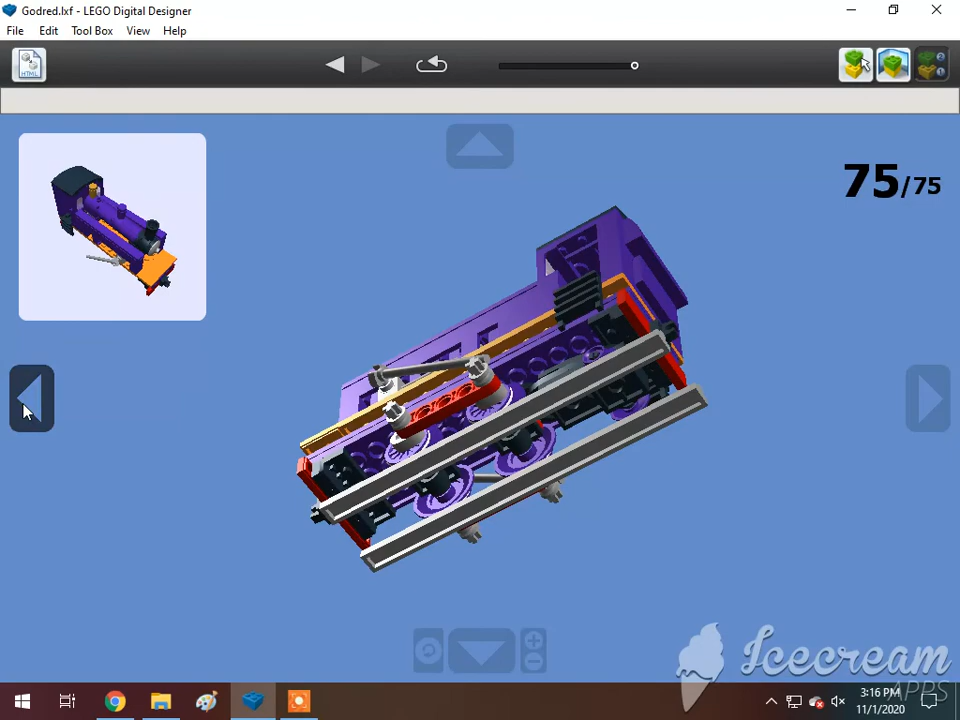 Godred.lxf - LEGO Digital Designer
File Edit Tool Box View Help
HTML
75/75
Icecream
APPS
3:16 PM
11/1/2020